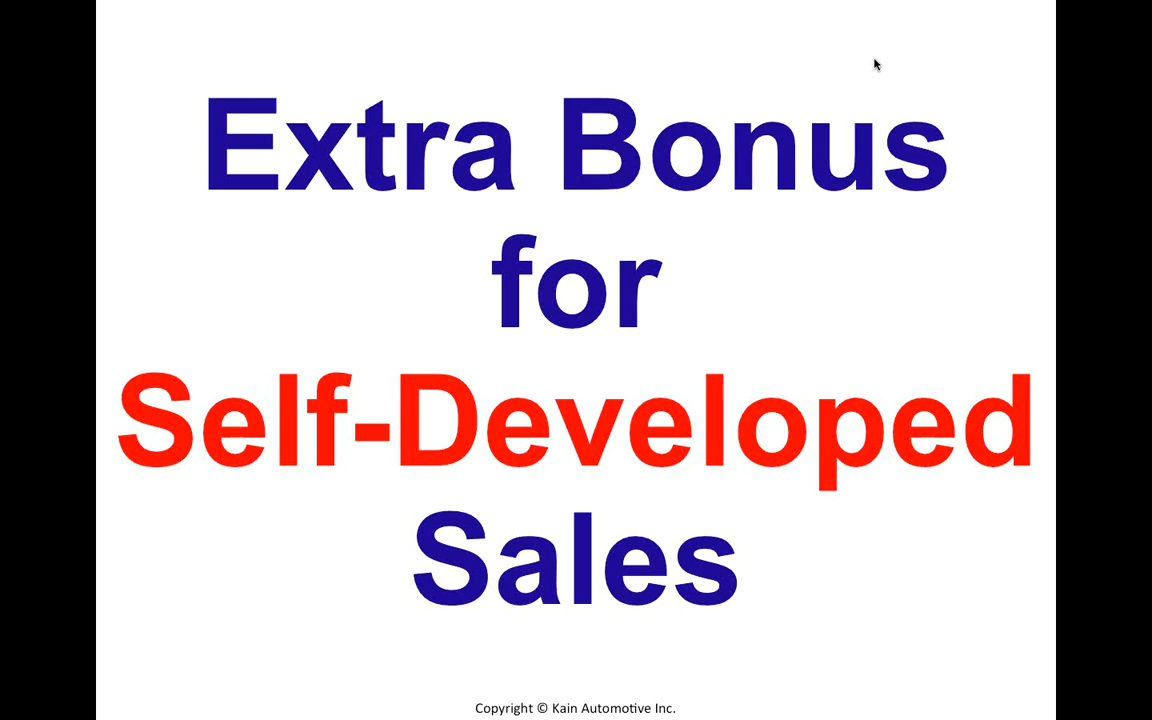 Extra Bonus
for
Self-Developed
Sales
Copyright © Kain Automotive Inc.